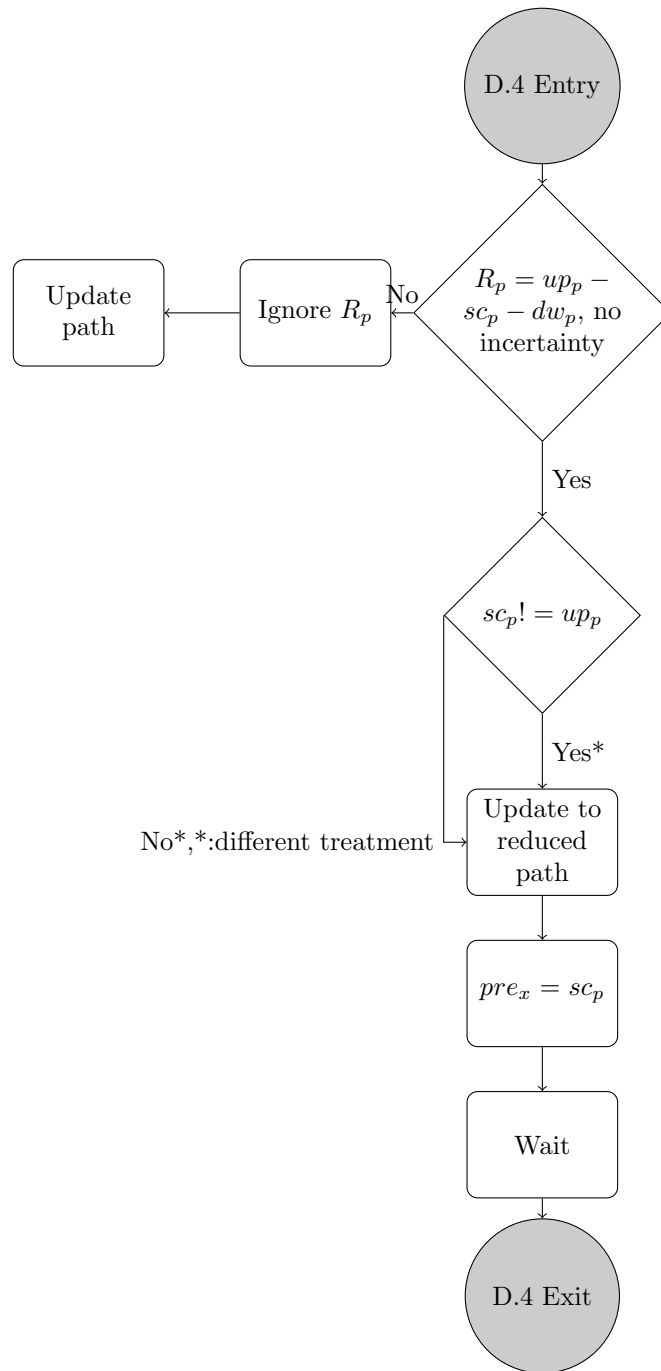 D.4 Entry
$R_p = up_p -$
$sc_p - dw_p$, no
incertainty
No
Ignore $R_p$
Update
path
Yes
$sc_p! = up_p$
Yes*
No*,*:different treatment
Update to
reduced
path
$pre_x = sc_p$
Wait
D.4 Exit